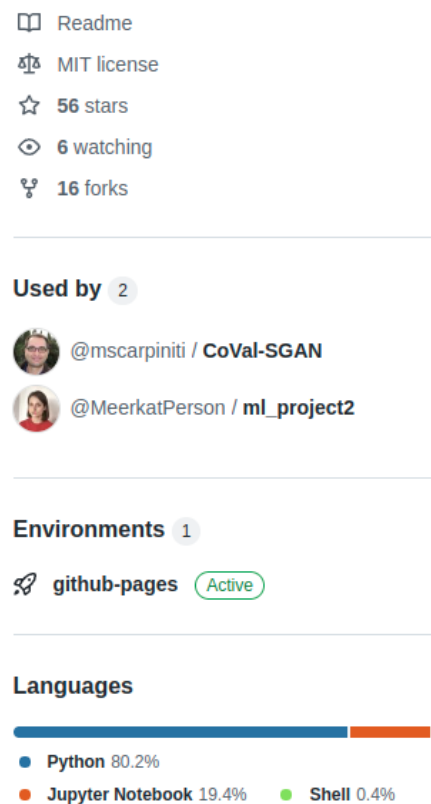 Readme
MIT license
56 stars
6 watching
16 forks
Used by 2
@mscarpiniti / CoVal-SGAN
@MeerkatPerson / ml_project2
Environments 1
github-pages Active
Languages
Python 80.2%
Jupyter Notebook 19.4% Shell 0.4%